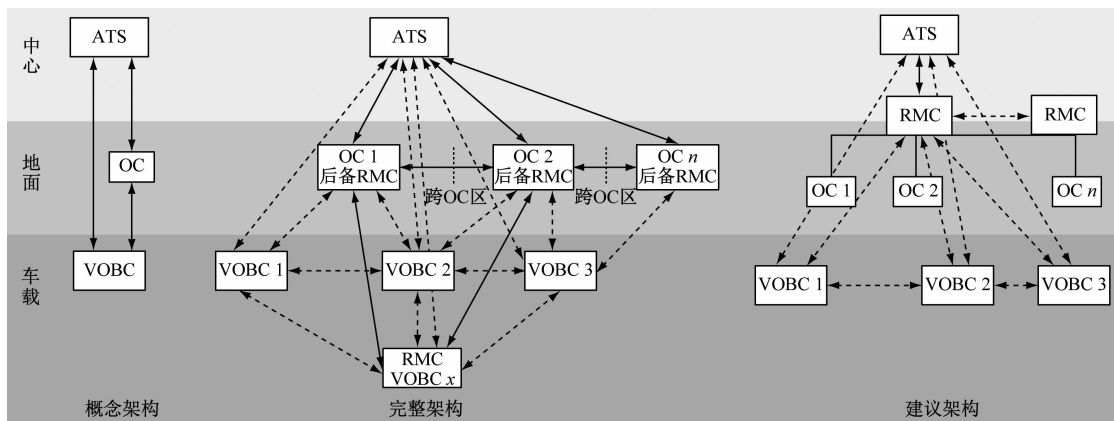 中心
地面
车载
ATS
OC
VOBC
概念架构
ATS
OC 1
后备RMC
OC 2
后备RMC
OC n
后备RMC
跨OC区
跨OC区
VOBC 1
VOBC 2
VOBC 3
RMC
VOBC x
完整架构
ATS
RMC
RMC
OC 1
OC 2
OC n
VOBC 1
VOBC 2
VOBC 3
建议架构